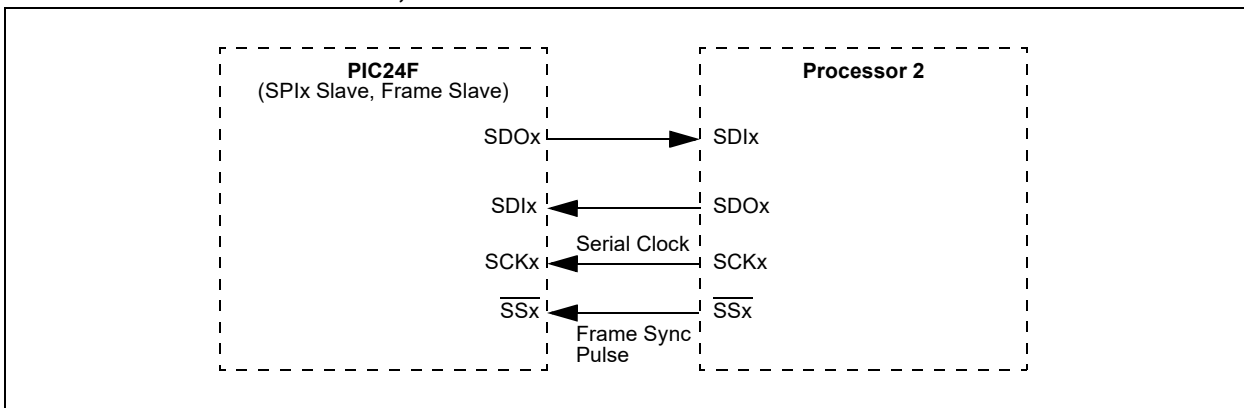 PIC24F
(SPIx Slave, Frame Slave)
Processor 2
SDOx
SDIx
SDIx
SDOx
Serial Clock
SCKx
SCKx
SSx
SSx
Frame Sync
Pulse